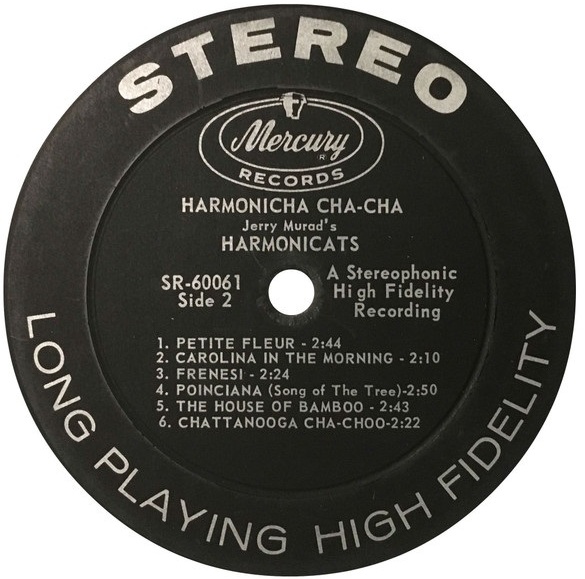 STEREO
Mercury
R
RECORDS
HARMONICHA CHA-CHA
Jerry Murad's
HARMONICATS
SR-60061
Side 2
A Stereophonic
High Fidelity
Recording
1. PETITE FLEUR - 2:44
2. CAROLINA IN THE MORNING - 2:10
3. FRENESI - 2:24
4. POINCIANA (Song of The Tree)-2:50
5. THE HOUSE OF BAMBOO - 2:43
6. CHATTANOOGA CHA-CHOO-2:22
LONG PLAYING HIGH FIDELITY